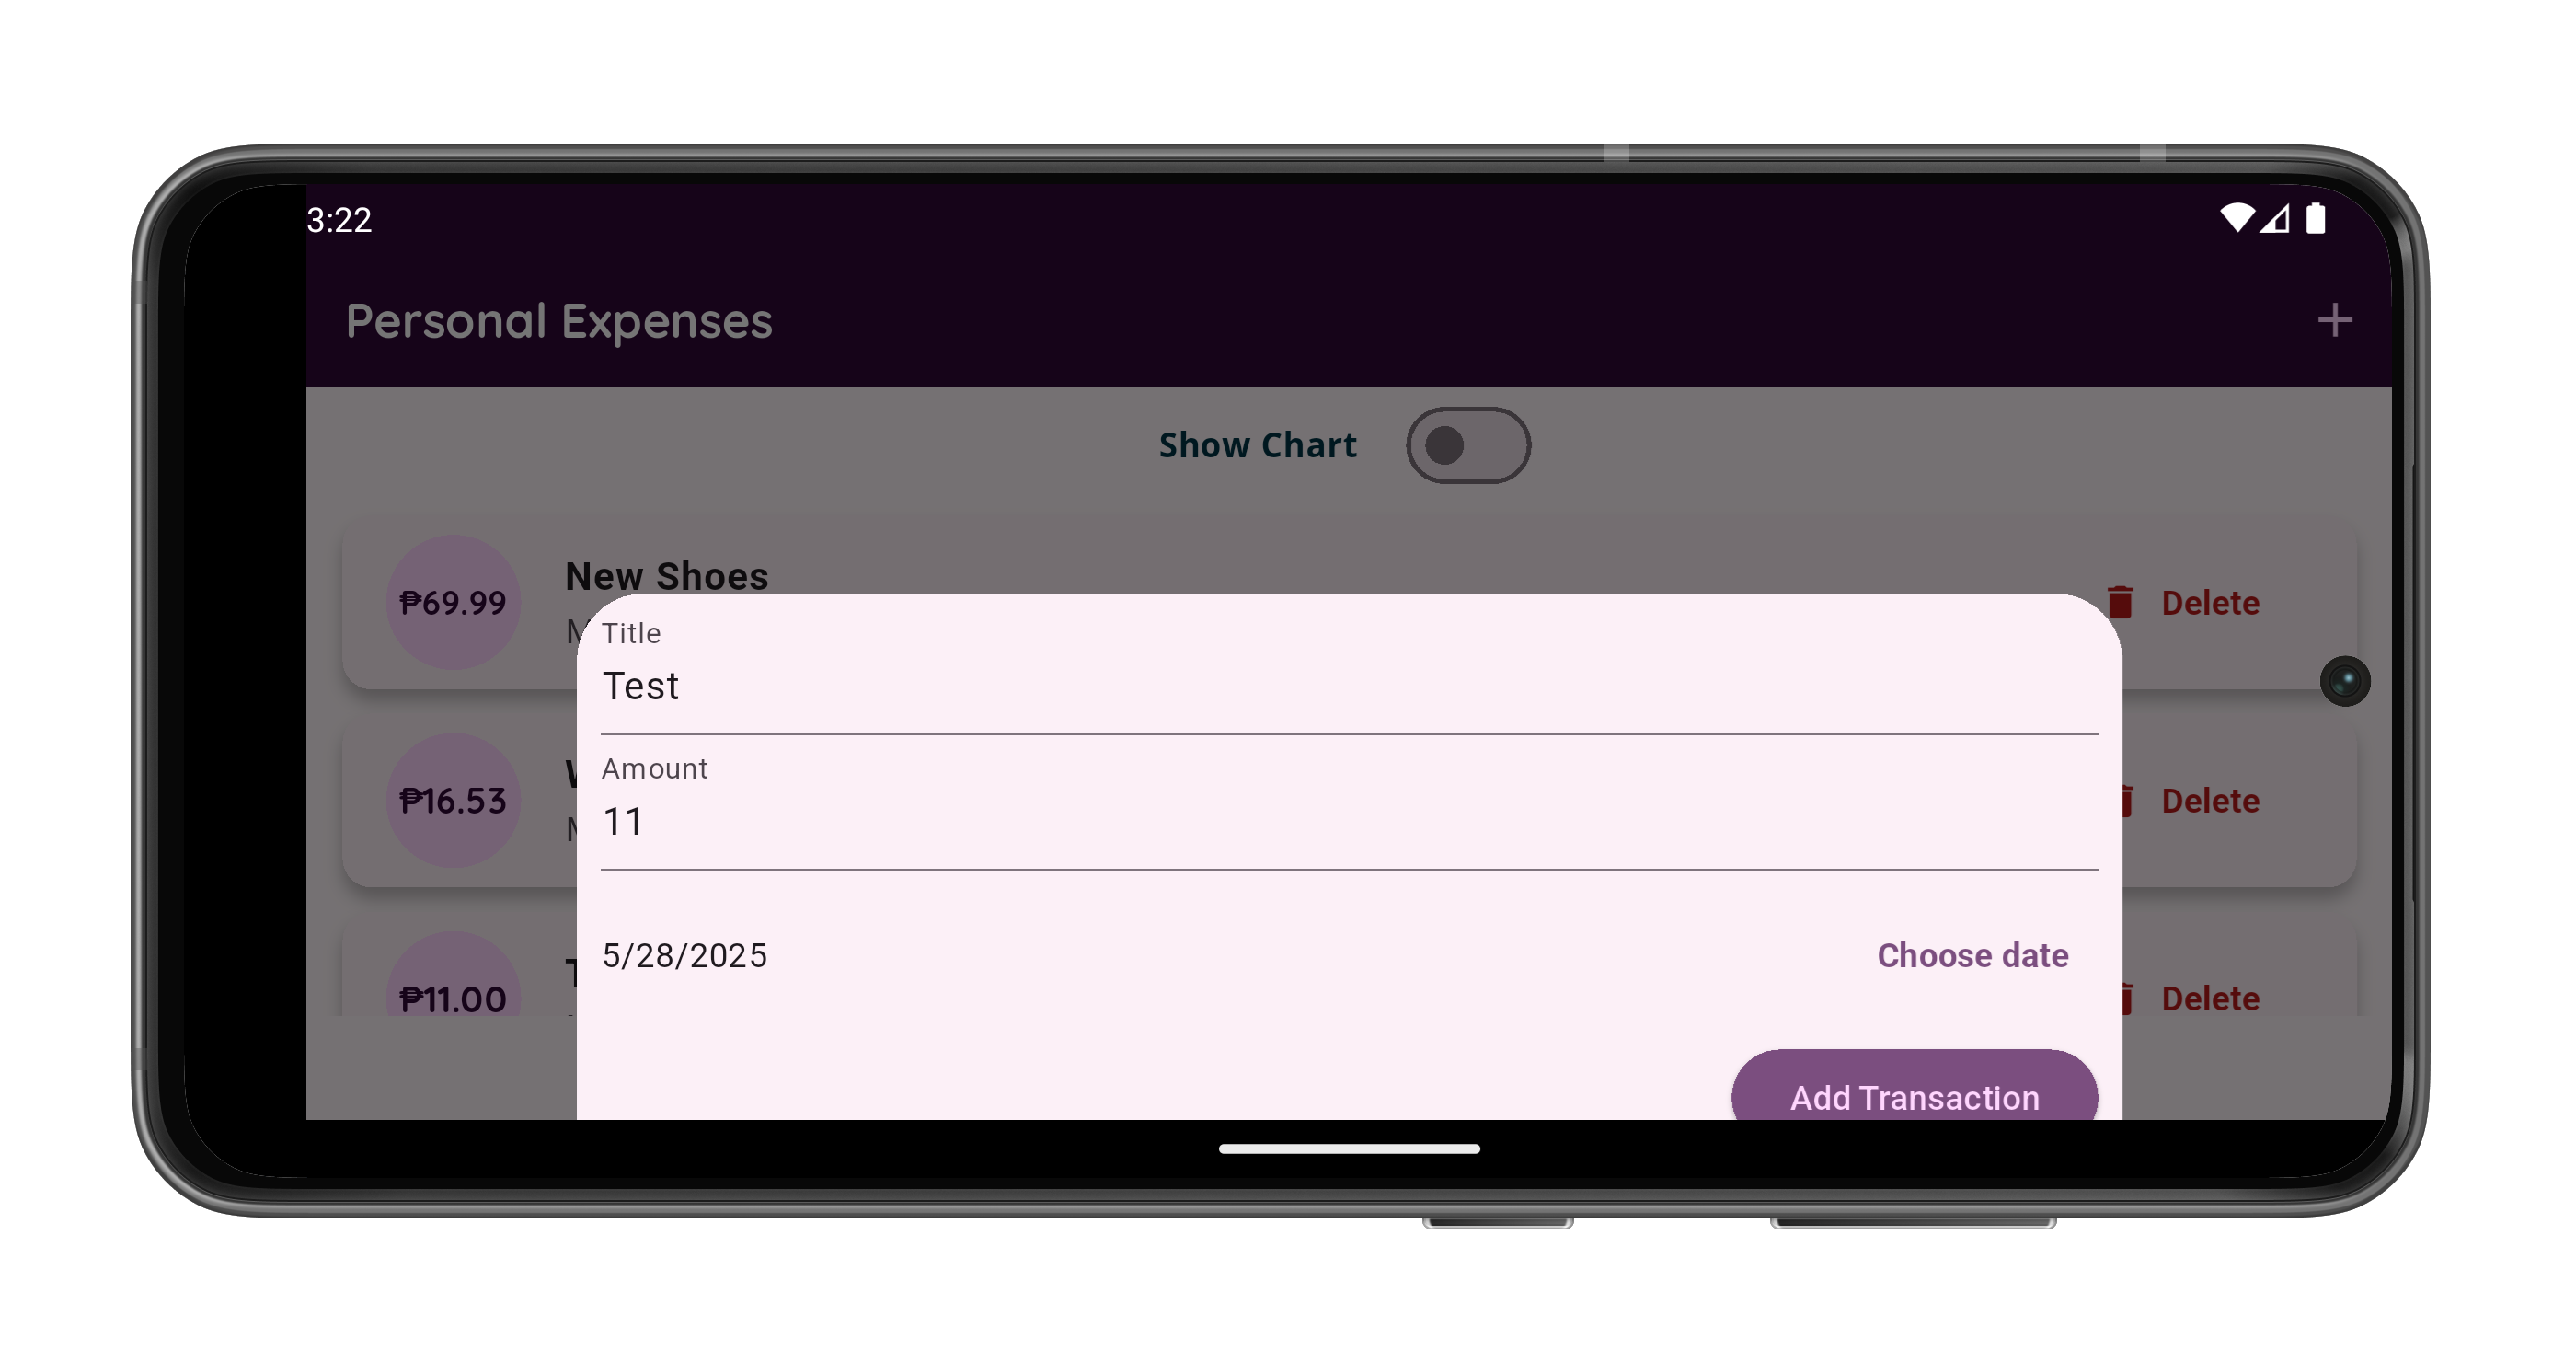 3:22
Personal Expenses
+
Show Chart
₱69.99
New Shoes
Delete
Title
Test
₱16.53
Delete
Amount
11
5/28/2025
Choose date
₱11.00
Delete
Add Transaction